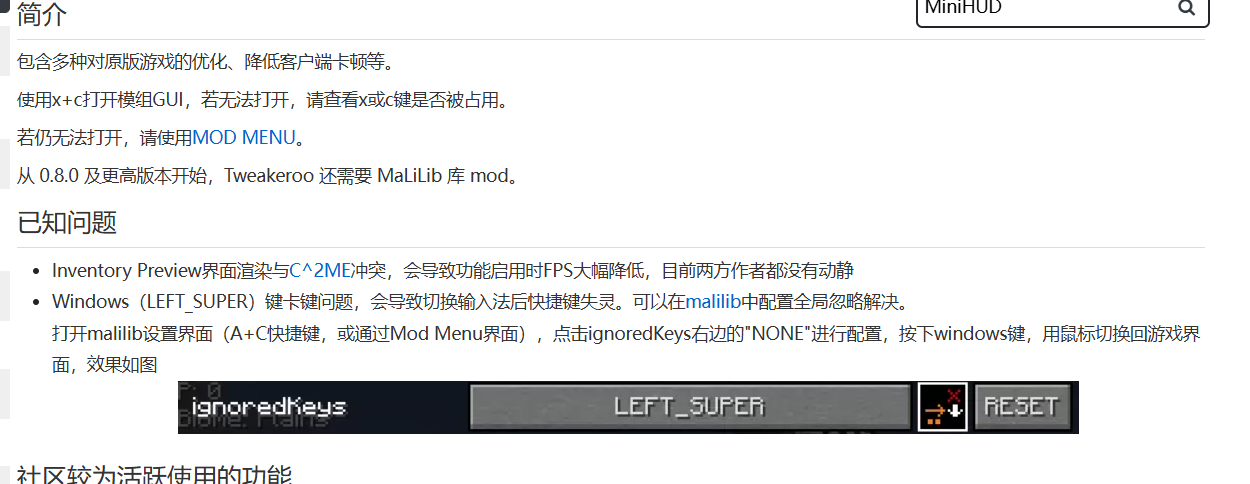 简介
MiniHUD
包含多种对原版游戏的优化、降低客户端卡顿等。
使用x+c打开模组GUI，若无法打开，请查看x或c键是否被占用。
若仍无法打开，请使用MOD MENU。
从 0.8.0 及更高版本开始，Tweakeroo 还需要 MaLiLib 库 mod。
已知问题
Inventory Preview界面渲染与C^2ME冲突，会导致功能启用时FPS大幅降低，目前两方作者都没有动静
Windows（LEFT_SUPER）键卡键问题，会导致切换输入法后快捷键失灵。可以在malilib中配置全局忽略解决。
打开malilib设置界面（A+C快捷键，或通过Mod Menu界面），点击ignoredKeys右边的"NONE"进行配置，按下windows键，用鼠标切换回游戏界
面，效果如图
P: 0
ignoredKeys LEFT_SUPER RESET
Biome: Plains
社区较为活跃使用的功能